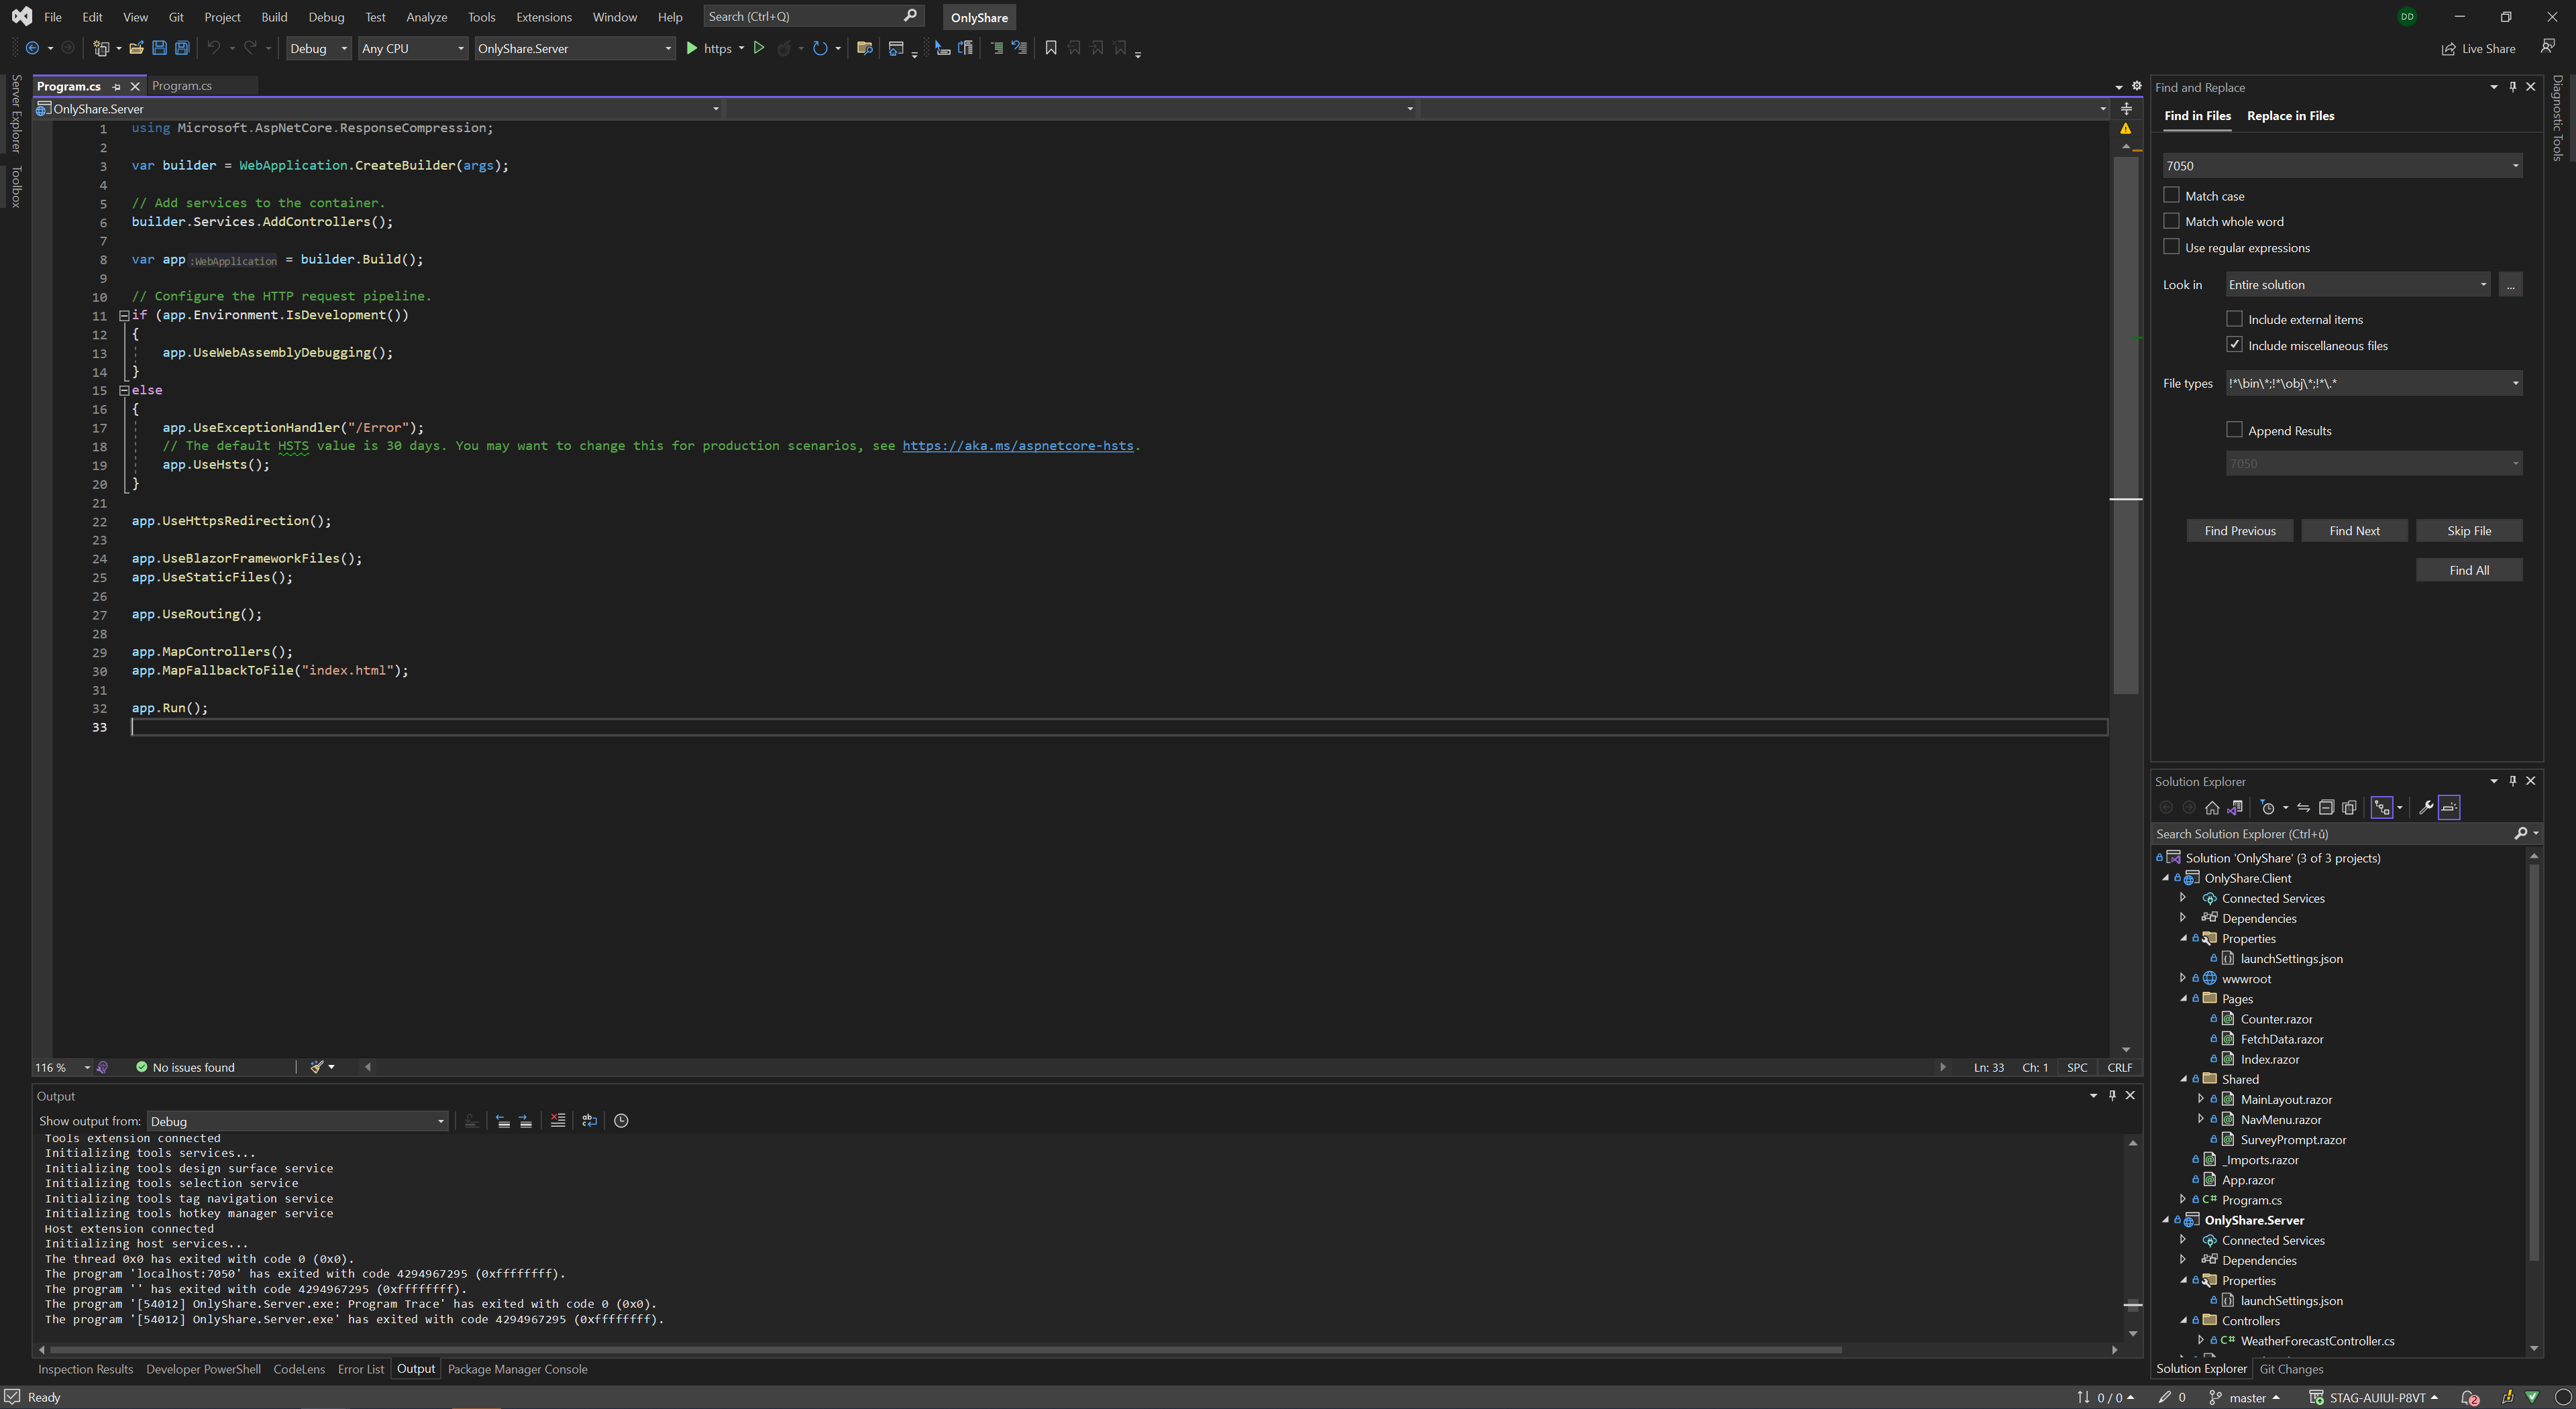 File Edit View Git Project Build Debug Test Analyze Tools Extensions Window Help Search (Ctrl+Q) OnlyShare DD
Debug Any CPU OnlyShare.Server https Live Share
Server Explorer
Toolbox
Program.cs Program.cs
OnlyShare.Server
1 using Microsoft.AspNetCore.ResponseCompression;
2
3 var builder = WebApplication.CreateBuilder(args);
4
5 // Add services to the container.
6 builder.Services.AddControllers();
7
8 var app :WebApplication = builder.Build();
9
10 // Configure the HTTP request pipeline.
11 if (app.Environment.IsDevelopment())
12 {
13 app.UseWebAssemblyDebugging();
14 }
15 else
16 {
17 app.UseExceptionHandler("/Error");
18 // The default HSTS value is 30 days. You may want to change this for production scenarios, see https://aka.ms/aspnetcore-hsts.
19 app.UseHsts();
20 }
21
22 app.UseHttpsRedirection();
23
24 app.UseBlazorFrameworkFiles();
25 app.UseStaticFiles();
26
27 app.UseRouting();
28
29 app.MapControllers();
30 app.MapFallbackToFile("index.html");
31
32 app.Run();
33
116 % No issues found Ln: 33 Ch: 1 SPC CRLF
Output
Show output from: Debug
Tools extension connected
Initializing tools services...
Initializing tools design surface service
Initializing tools selection service
Initializing tools tag navigation service
Initializing tools hotkey manager service
Host extension connected
Initializing host services...
The thread 0x0 has exited with code 0 (0x0).
The program 'localhost:7050' has exited with code 4294967295 (0xffffffff).
The program '' has exited with code 4294967295 (0xffffffff).
The program '[54012] OnlyShare.Server.exe: Program Trace' has exited with code 0 (0x0).
The program '[54012] OnlyShare.Server.exe' has exited with code 4294967295 (0xffffffff).
Inspection Results Developer PowerShell CodeLens Error List Output Package Manager Console
Find and Replace
Find in Files Replace in Files
7050
Match case
Match whole word
Use regular expressions
Look in Entire solution ...
Include external items
Include miscellaneous files
File types !*\bin\*;!*\obj\*;!*\.*
Append Results
7050
Find Previous Find Next Skip File
Find All
Diagnostic Tools
Solution Explorer
Search Solution Explorer (Ctrl+ů)
Solution 'OnlyShare' (3 of 3 projects)
OnlyShare.Client
Connected Services
Dependencies
Properties
launchSettings.json
wwwroot
Pages
Counter.razor
FetchData.razor
Index.razor
Shared
MainLayout.razor
NavMenu.razor
SurveyPrompt.razor
_Imports.razor
App.razor
C# Program.cs
OnlyShare.Server
Connected Services
Dependencies
Properties
launchSettings.json
Controllers
C# WeatherForecastController.cs
Solution Explorer Git Changes
Ready 0 / 0 0 master STAG-AUIUI-P8VT 2